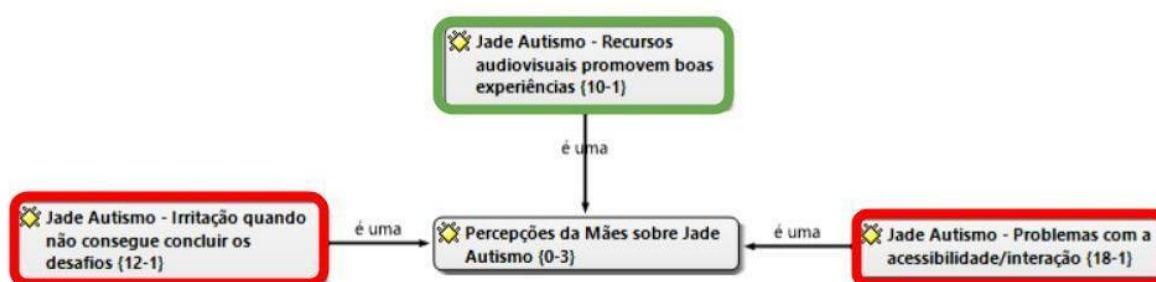 Jade Autismo - Recursos
audiovisuais promovem boas
experiências {10-1}
é uma
Jade Autismo - Irritação quando
não consegue concluir os
desafios {12-1}
é uma
Percepções da Mães sobre Jade
Autismo {0-3}
é uma
Jade Autismo - Problemas com a
acessibilidade/interação {18-1}